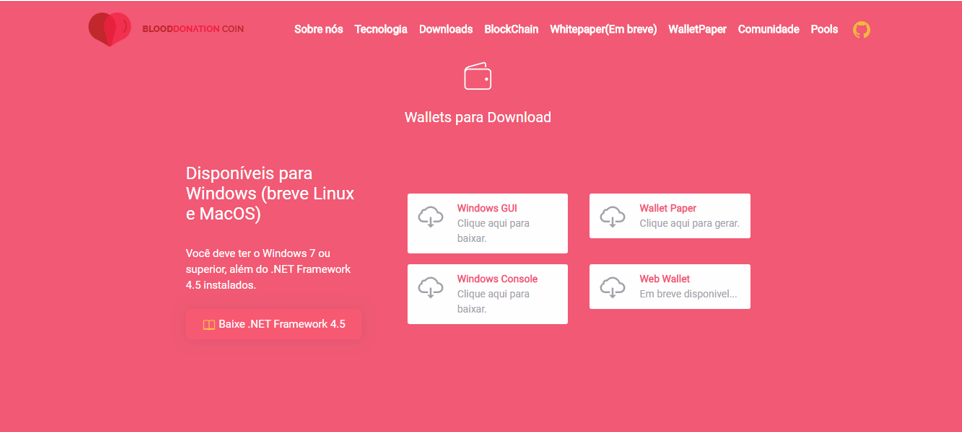 BLOODDONATION COIN
Sobre nós Tecnologia Downloads BlockChain Whitepaper(Em breve) WalletPaper Comunidade Pools
Wallets para Download
Disponíveis para
Windows (breve Linux
e MacOS)
Você deve ter o Windows 7 ou
superior, além do .NET Framework
4.5 instalados.
Baixe .NET Framework 4.5
Windows GUI
Clique aqui para
baixar.
Wallet Paper
Clique aqui para gerar.
Windows Console
Clique aqui para
baixar.
Web Wallet
Em breve disponivel...